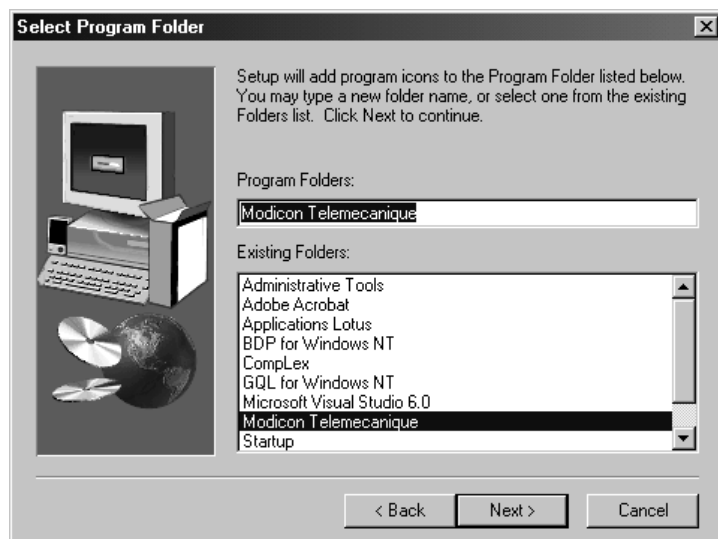 Select Program Folder
Setup will add program icons to the Program Folder listed below.
You may type a new folder name, or select one from the existing
Folders list. Click Next to continue.
Program Folders:
Modicon Telemecanique
Existing Folders:
Administrative Tools
Adobe Acrobat
Applications Lotus
BDP for Windows NT
CompLex
GQL for Windows NT
Microsoft Visual Studio 6.0
Modicon Telemecanique
Startup
< Back
Next >
Cancel